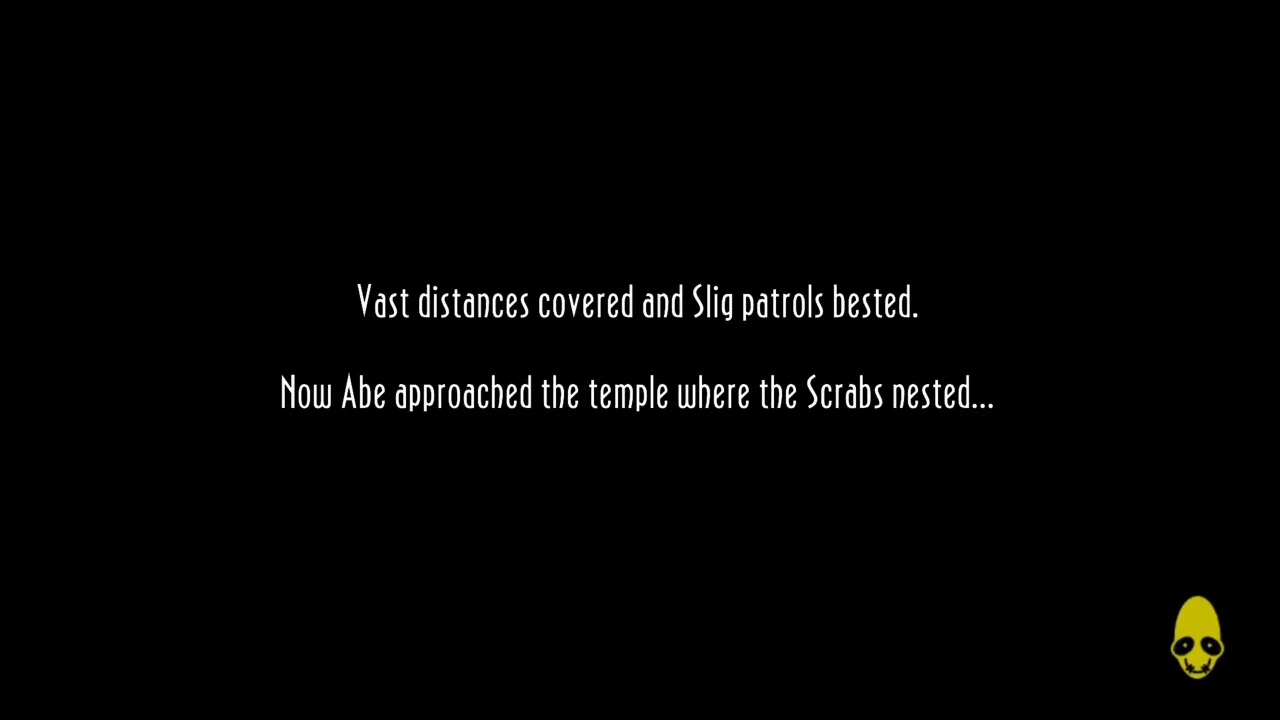 Vast distances covered and Slig patrols bested.
Now Abe approached the temple where the Scrabs nested...